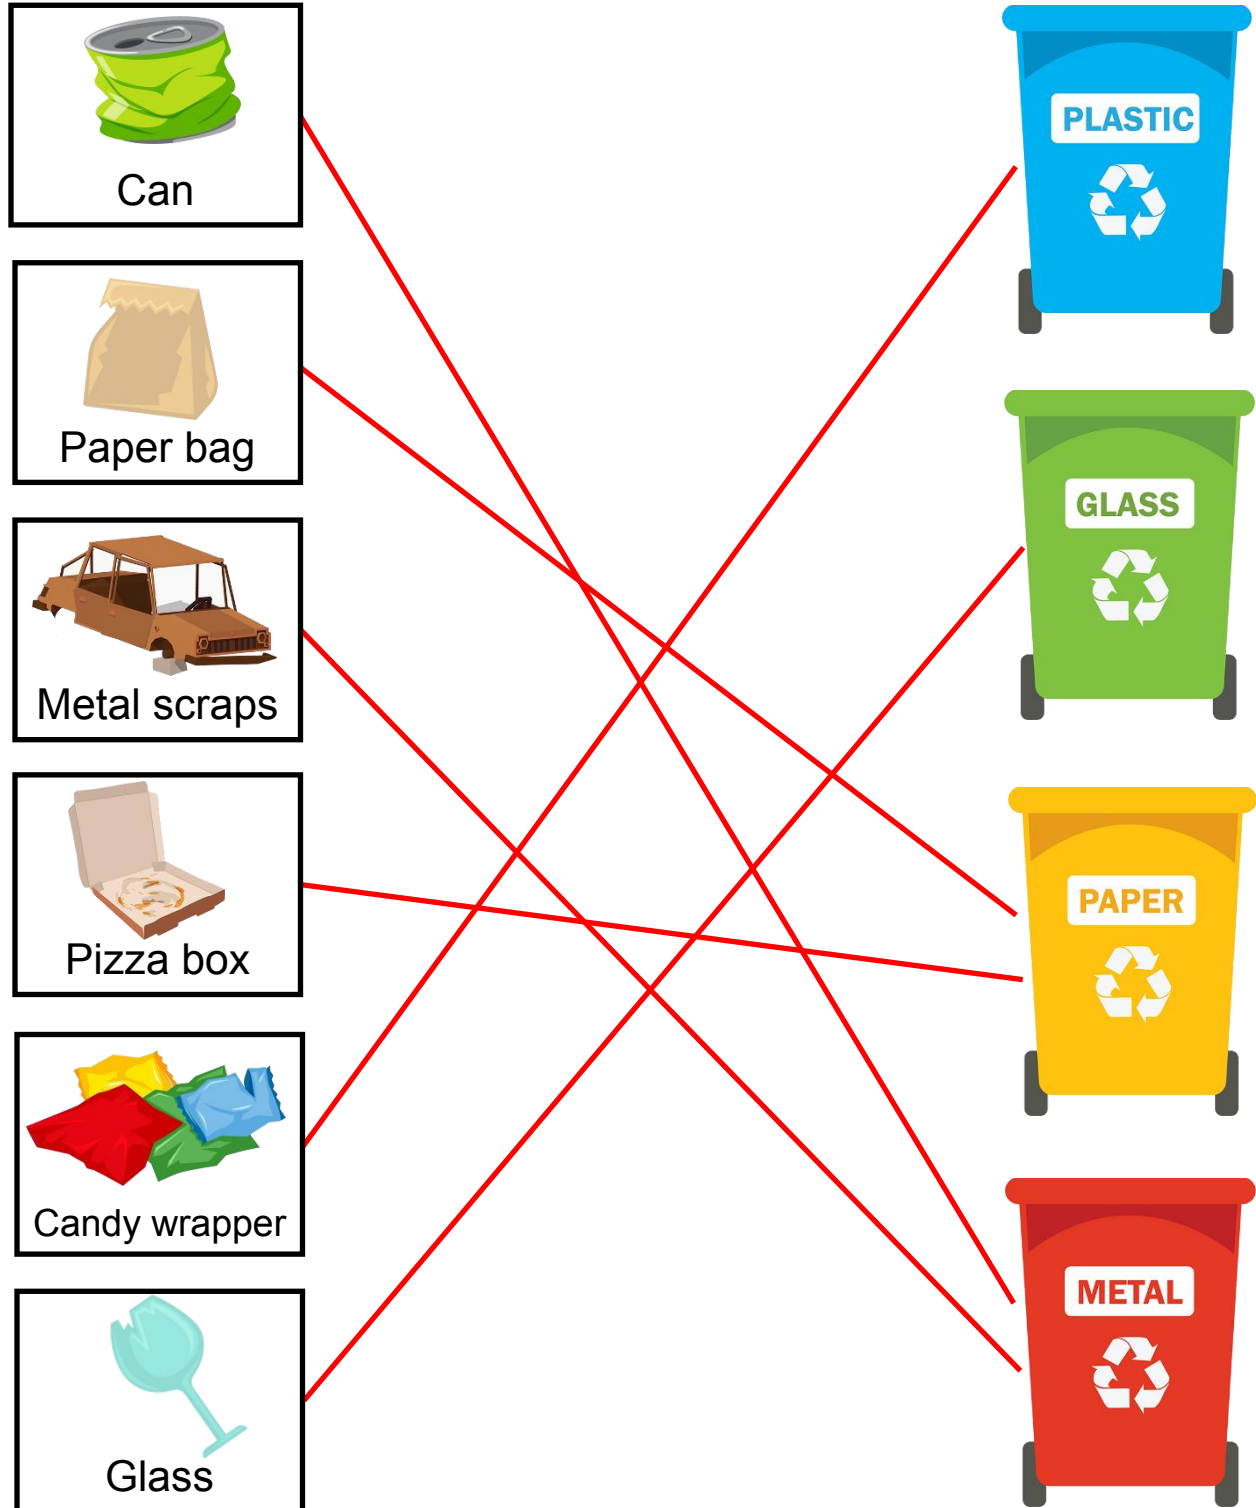 Can
Paper bag
Metal scraps
Pizza box
Candy wrapper
Glass
PLASTIC
GLASS
PAPER
METAL